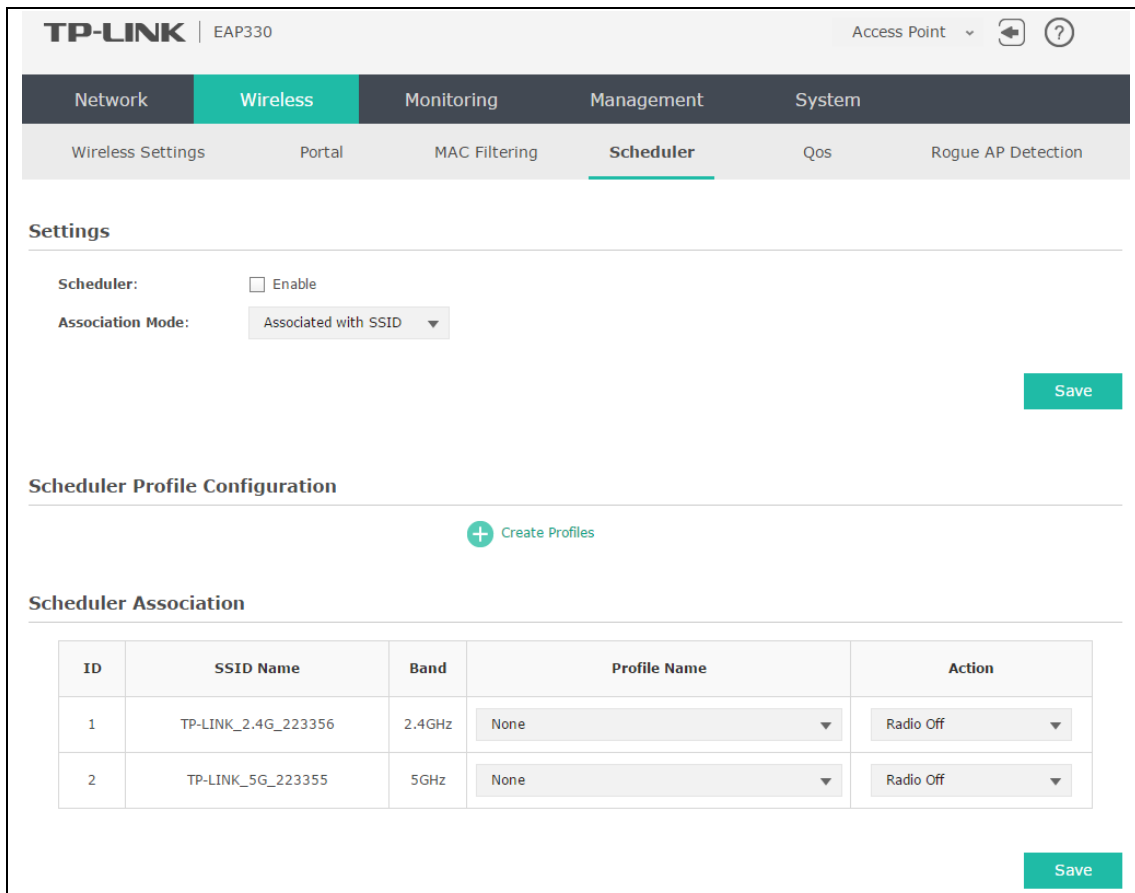 TP-LINK | EAP330
Access Point
?
Network Wireless Monitoring Management System
Wireless Settings Portal MAC Filtering Scheduler Qos Rogue AP Detection
Settings
Scheduler: Enable
Association Mode: Associated with SSID
Save
Scheduler Profile Configuration
Create Profiles
Scheduler Association
ID SSID Name Band Profile Name Action
1 TP-LINK_2.4G_223356 2.4GHz None Radio Off
2 TP-LINK_5G_223355 5GHz None Radio Off
Save